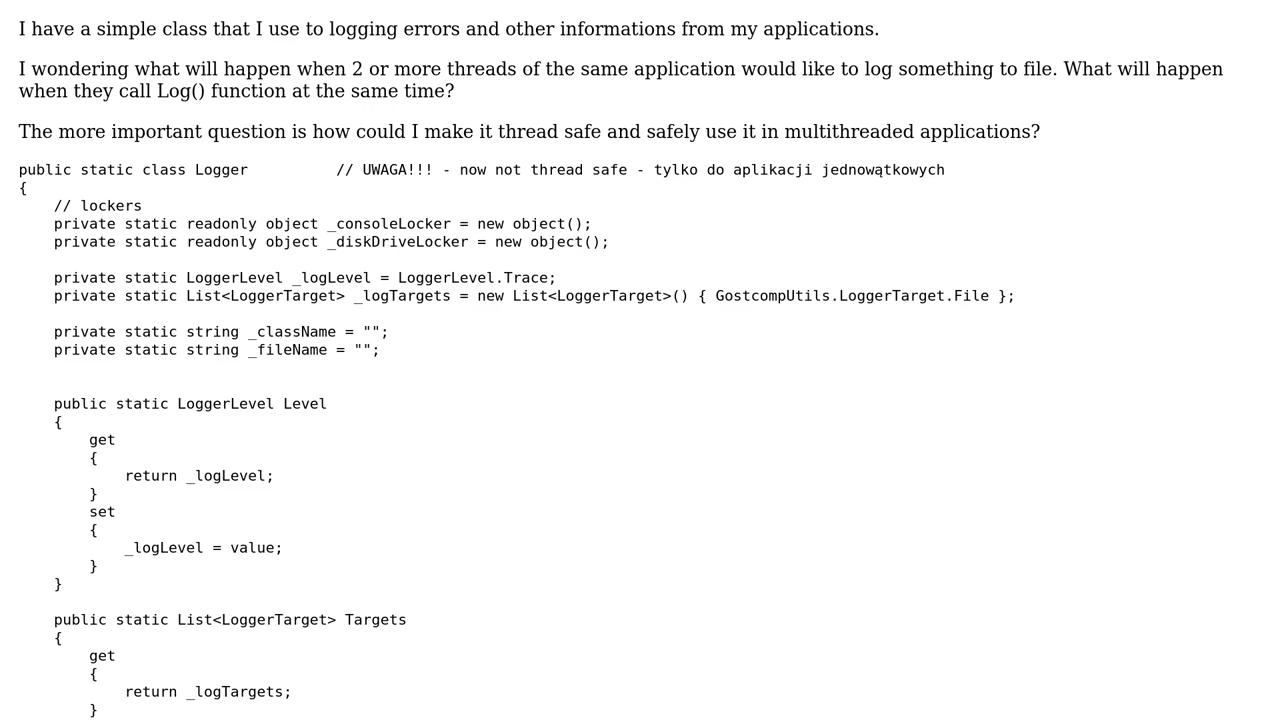 I have a simple class that I use to logging errors and other informations from my applications.
I wondering what will happen when 2 or more threads of the same application would like to log something to file. What will happen
when they call Log() function at the same time?
The more important question is how could I make it thread safe and safely use it in multithreaded applications?
public static class Logger          // UWAGA!!! - now not thread safe - tylko do aplikacji jednowątkowych
{
    // lockers
    private static readonly object _consoleLocker = new object();
    private static readonly object _diskDriveLocker = new object();
    private static LoggerLevel _logLevel = LoggerLevel.Trace;
    private static List<LoggerTarget> _logTargets = new List<LoggerTarget>() { GostcompUtils.LoggerTarget.File };
    private static string _className = "";
    private static string _fileName = "";
    public static LoggerLevel Level
    {
        get
        {
            return _logLevel;
        }
        set
        {
            _logLevel = value;
        }
    }
    public static List<LoggerTarget> Targets
    {
        get
        {
            return _logTargets;
        }